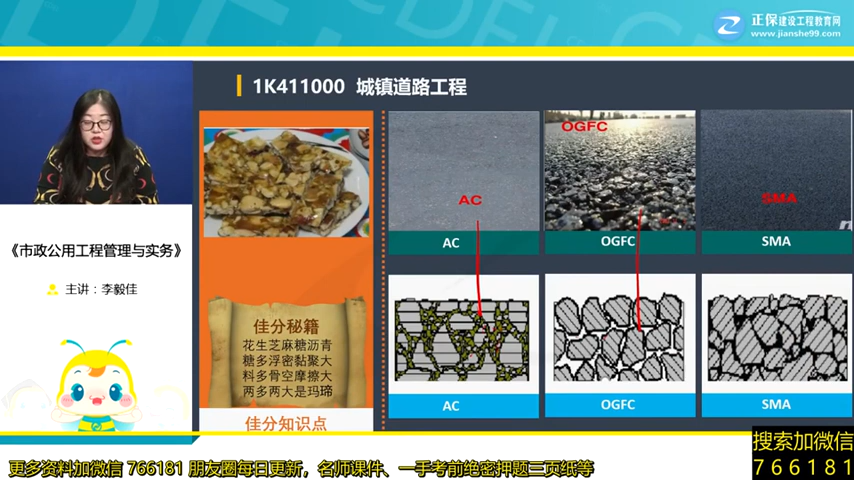 正保建设工程教育网
www.jianshe99.com
1K411000 城镇道路工程
AC
OGFC
SMA
AC
OGFC
SMA
《市政公用工程管理与实务》
主讲：李毅佳
佳分秘籍
花生芝麻糖沥青
糖多浮密黏聚大
料多骨空摩擦大
两多两大是玛𤧛
佳分知识点
AC
OGFC
SMA
搜索加微信
766181
更多资料加微信 766181 朋友圈每日更新，名师课件、一手考前绝密押题三页纸等